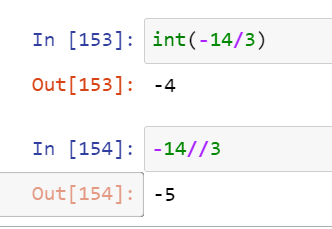 In [153]: int(-14/3)
Out[153]: -4
In [154]: -14//3
Out[154]: -5